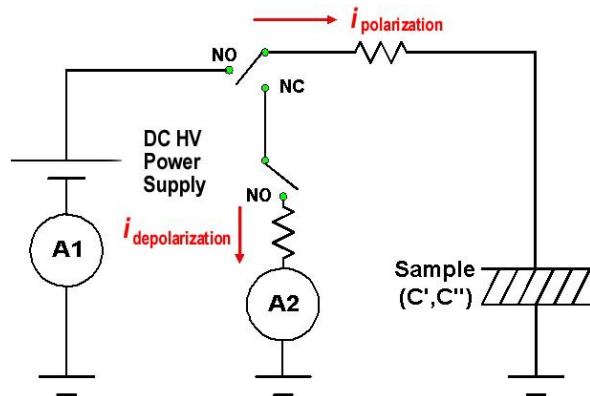 i polarization
NO
NC
DC HV
Power
Supply
NO
i depolarization
A1
A2
Sample
(C',C")